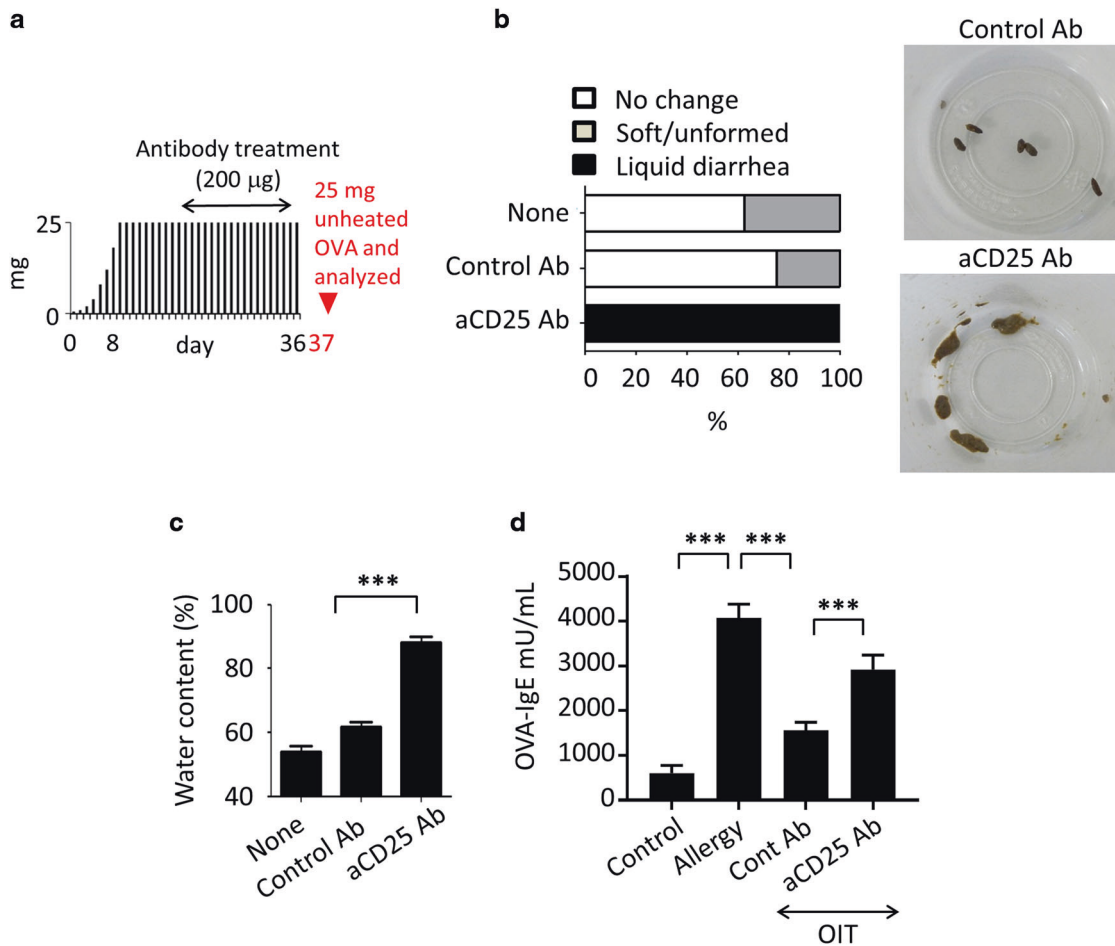 a
Antibody treatment
(200 µg)
25 mg
unheated
OVA and
analyzed
25
0
mg
0 8 day 36 37
b
No change
Soft/unformed
Liquid diarrhea
None
Control Ab
aCD25 Ab
0 20 40 60 80 100
%
Control Ab
aCD25 Ab
c
***
Water content (%)
100
80
60
40
None
Control Ab
aCD25 Ab
d
*** ***
***
OVA-IgE mU/mL
5000
4000
3000
2000
1000
0
Control
Allergy
Cont Ab
aCD25 Ab
OIT